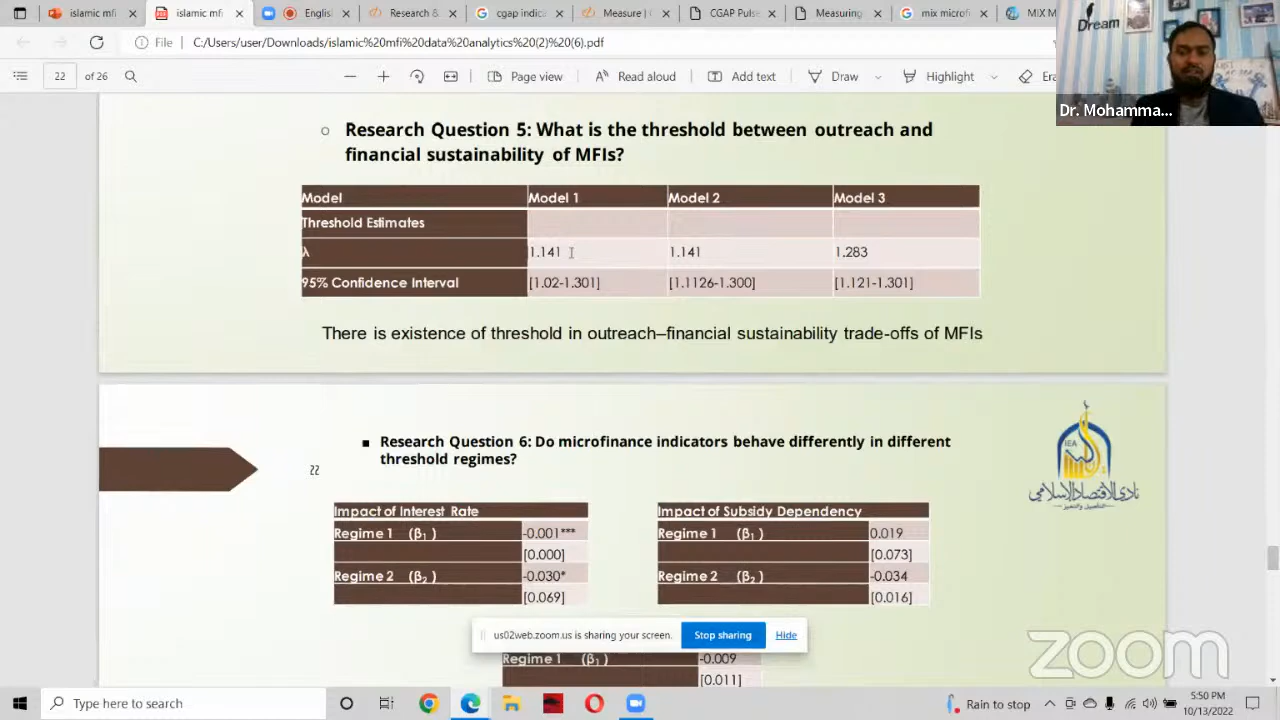 islamic mf
islamic mf
English
Research &
cgap indic
Measure
CGAP Pulse
Measuring
mix microf
MIX M
File C:/Users/user/Downloads/islamic%20mfi%20data%20analytics%20(2)%20(6).pdf
22 of 26
Page view
Read aloud
Add text
Draw
Highlight
Dream
Dr. Mohamma...
Research Question 5: What is the threshold between outreach and
financial sustainability of MFIs?
Model Model 1 Model 2 Model 3
Threshold Estimates
λ 1.141 1.141 1.283
95% Confidence Interval [1.02-1.301] [1.1126-1.300] [1.121-1.301]
There is existence of threshold in outreach–financial sustainability trade-offs of MFIs
22
Research Question 6: Do microfinance indicators behave differently in different
threshold regimes?
IEA
نادي الاقتصاد الإسلامي
Impact of Interest Rate
Regime 1 (β1 ) -0.001***
[0.000]
Regime 2 (β2 ) -0.030*
[0.069]
Impact of Subsidy Dependency
Regime 1 (β1 ) 0.019
[0.073]
Regime 2 (β2 ) -0.034
[0.016]
us02web.zoom.us is sharing your screen. Stop sharing Hide
Regime 1 (β1 ) -0.009
[0.011]
zoom
Type here to search
Rain to stop
5:50 PM
10/13/2022